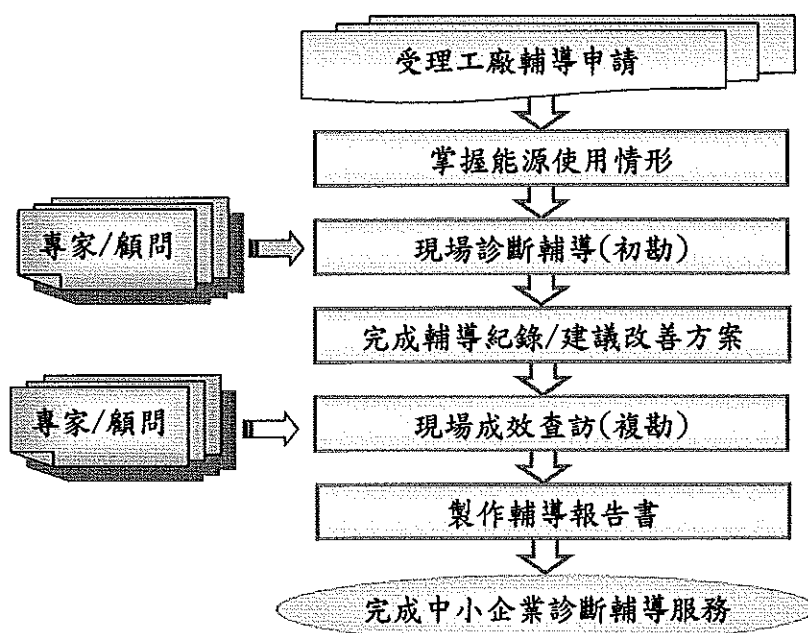 受理工廠輔導申請
掌握能源使用情形
專家/顧問
現場診斷輔導(初勘)
完成輔導紀錄/建議改善方案
專家/顧問
現場成效查訪(複勘)
製作輔導報告書
完成中小企業診斷輔導服務